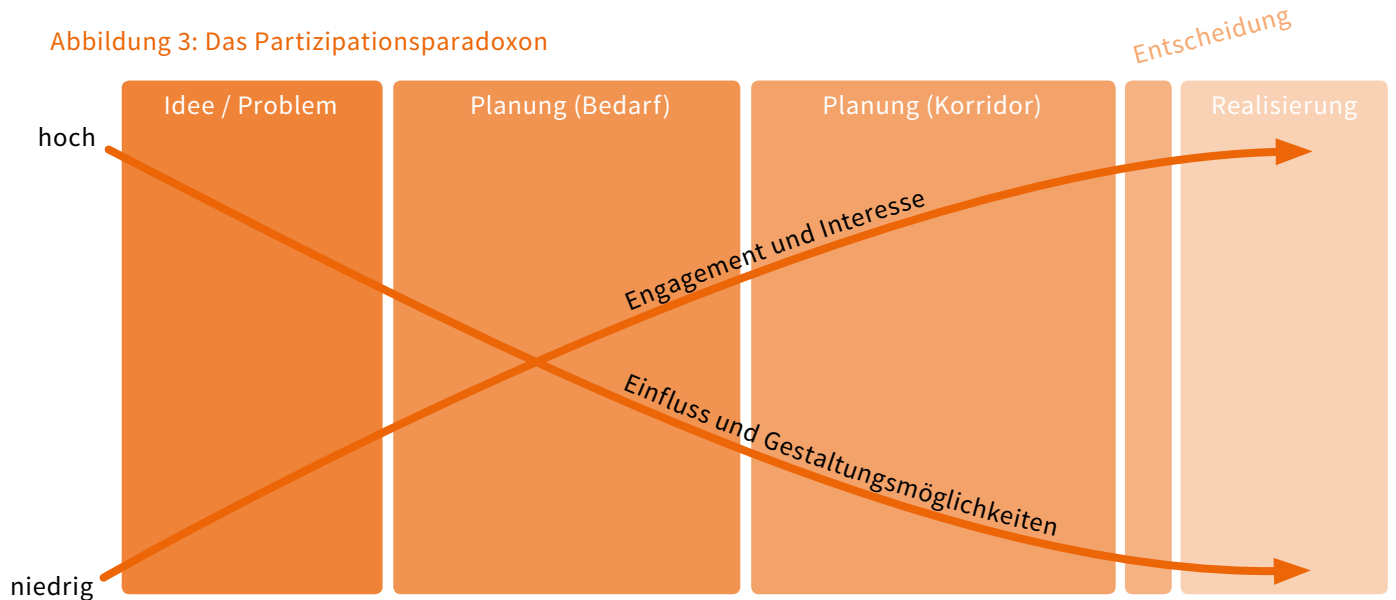 Abbildung 3: Das Partizipationsparadoxon
Entscheidung
Idee / Problem
Planung (Bedarf)
Planung (Korridor)
Realisierung
hoch
Engagement und Interesse
Einfluss und Gestaltungsmöglichkeiten
niedrig